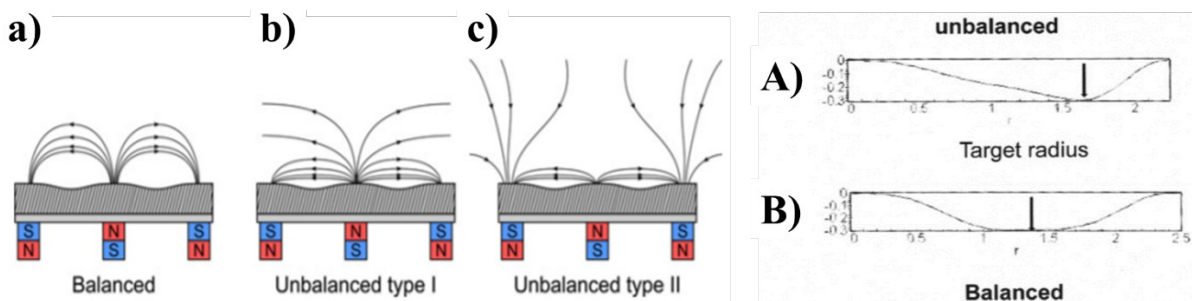 a)
b)
c)
S N S
N S N
Balanced
S N S
N S N
Unbalanced type I
S N S
N S N
Unbalanced type II
unbalanced
A)
0
-0.1
-0.2
-0.3
0 0.5 1 1.5 2
r
Target radius
B)
0
-0.1
-0.2
-0.3
0 0.5 1 1.5 2 2.5
r
Balanced